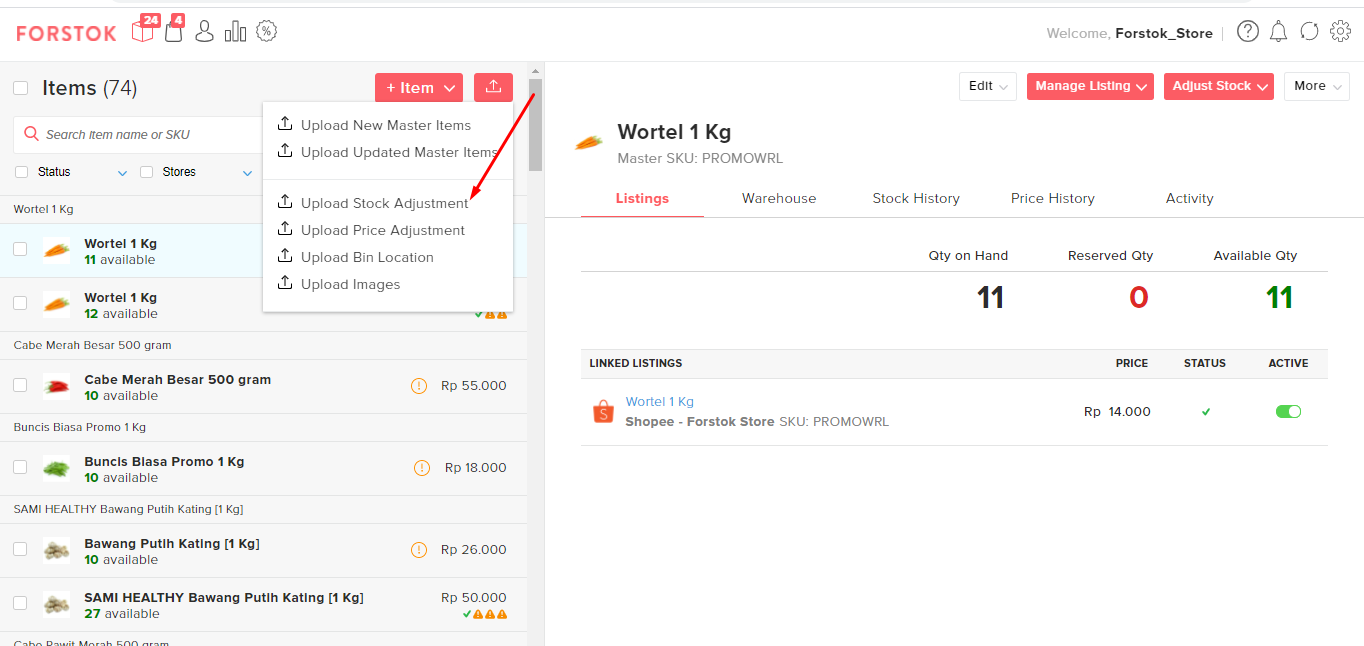 FORSTOK
24
4
Welcome, Forstok_Store
Items (74)
+ Item
Search Item name or SKU
Status
Stores
Upload New Master Items
Upload Updated Master Items
Upload Stock Adjustment
Upload Price Adjustment
Upload Bin Location
Upload Images
Wortel 1 Kg
Wortel 1 Kg
11 available
Wortel 1 Kg
12 available
Cabe Merah Besar 500 gram
Cabe Merah Besar 500 gram
10 available
Rp 55.000
Buncis Biasa Promo 1 Kg
Buncis Biasa Promo 1 Kg
10 available
Rp 18.000
SAMI HEALTHY Bawang Putih Kating [1 Kg]
Bawang Putih Kating [1 Kg]
10 available
Rp 26.000
SAMI HEALTHY Bawang Putih Kating [1 Kg]
27 available
Rp 50.000
Cabe Rawit Merah 500 gram
Edit
Manage Listing
Adjust Stock
More
Wortel 1 Kg
Master SKU: PROMOWRL
Listings Warehouse Stock History Price History Activity
Qty on Hand Reserved Qty Available Qty
11 0 11
LINKED LISTINGS PRICE STATUS ACTIVE
Wortel 1 Kg
Shopee - Forstok Store SKU: PROMOWRL
Rp 14.000